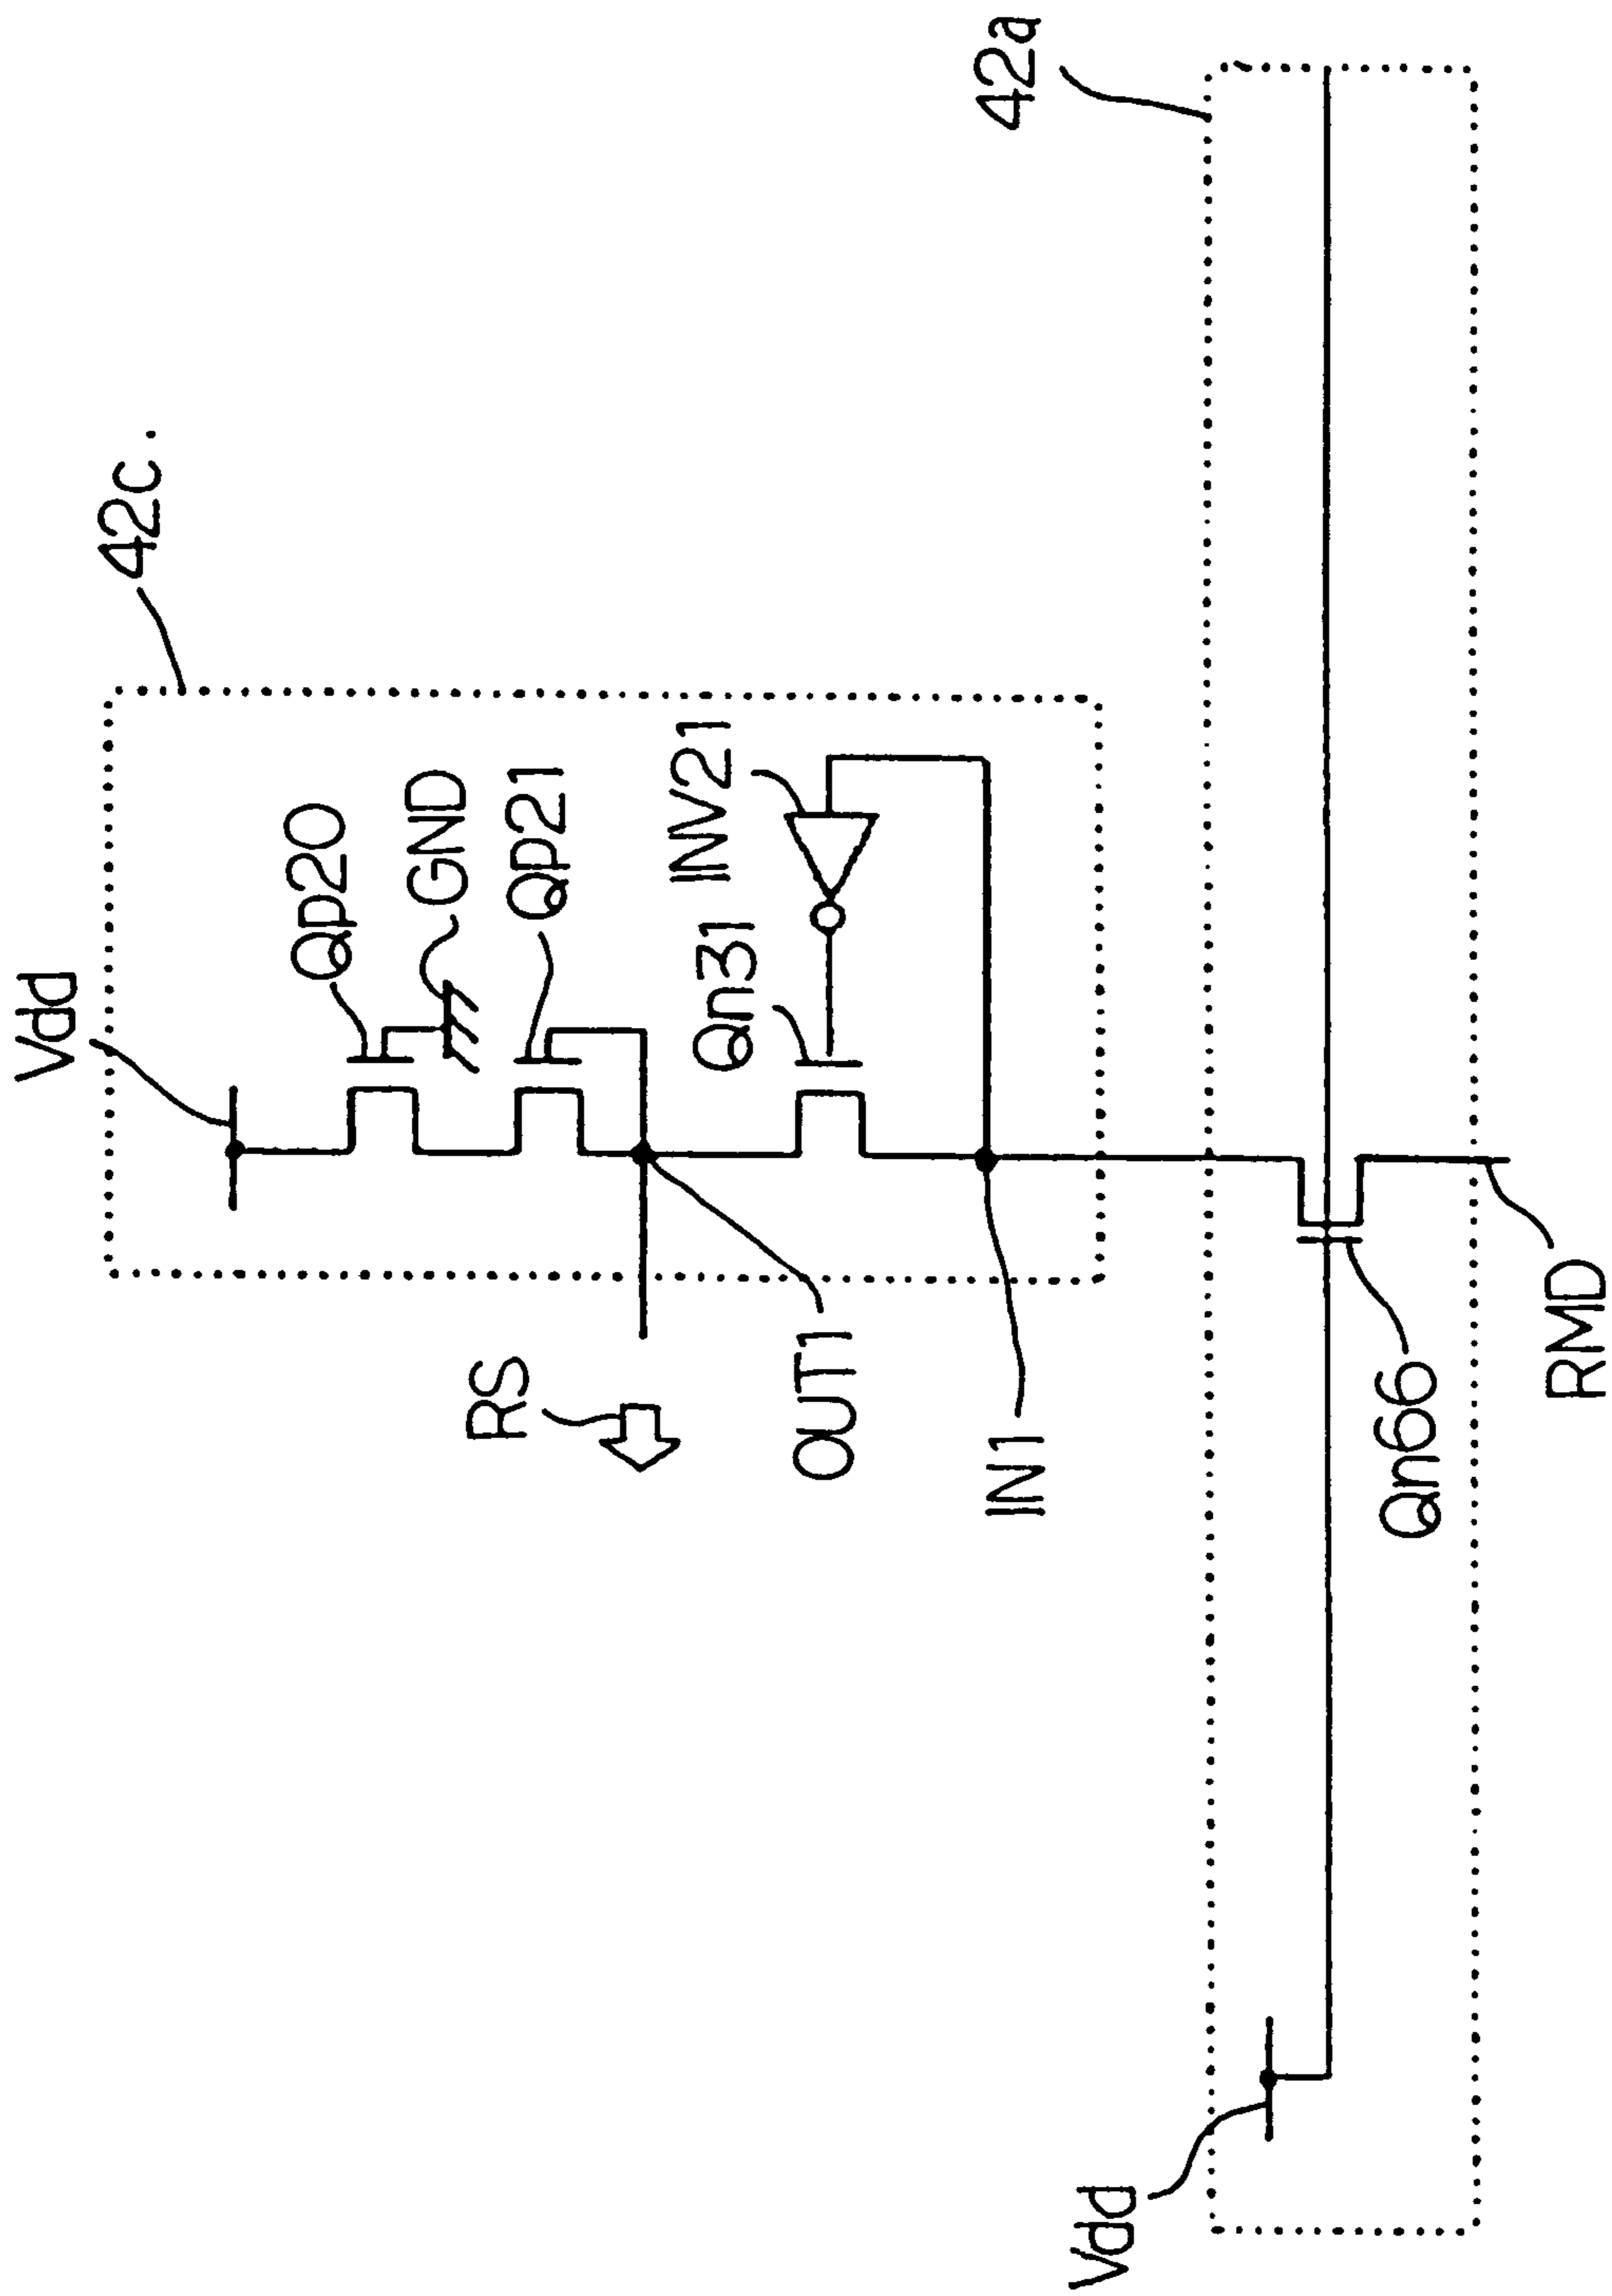 Vdd
42c.
Qp20
GND
Qp21
INV21
Qn31
RS
OUT1
IN1
42a
Vdd
Qn66
RMD